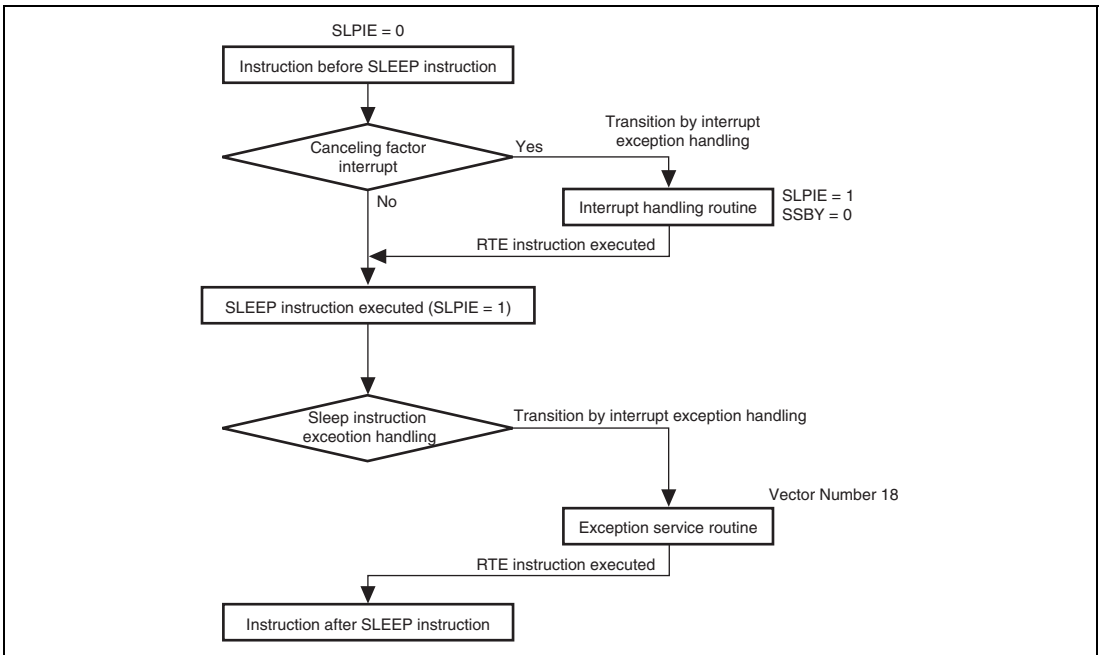 SLPIE = 0
Instruction before SLEEP instruction
Transition by interrupt
exception handling
Canceling factor
interrupt
Yes
No
Interrupt handling routine
SLPIE = 1
SSBY = 0
RTE instruction executed
SLEEP instruction executed (SLPIE = 1)
Sleep instruction
exceotion handling
Transition by interrupt exception handling
Vector Number 18
Exception service routine
RTE instruction executed
Instruction after SLEEP instruction